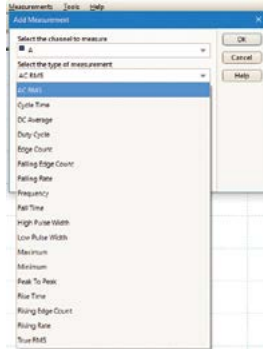 Measurements Tools Help
Add Measurement
Select the channel to measure
A
OK
Cancel
Select the type of measurement
AC RMS
Help
AC RMS
Cycle Time
DC Average
Duty Cycle
Edge Count
Falling Edge Count
Falling Rate
Frequency
Fall Time
High Pulse Width
Low Pulse Width
Maximum
Minimum
Peak To Peak
Rise Time
Rising Edge Count
Rising Rate
True RMS